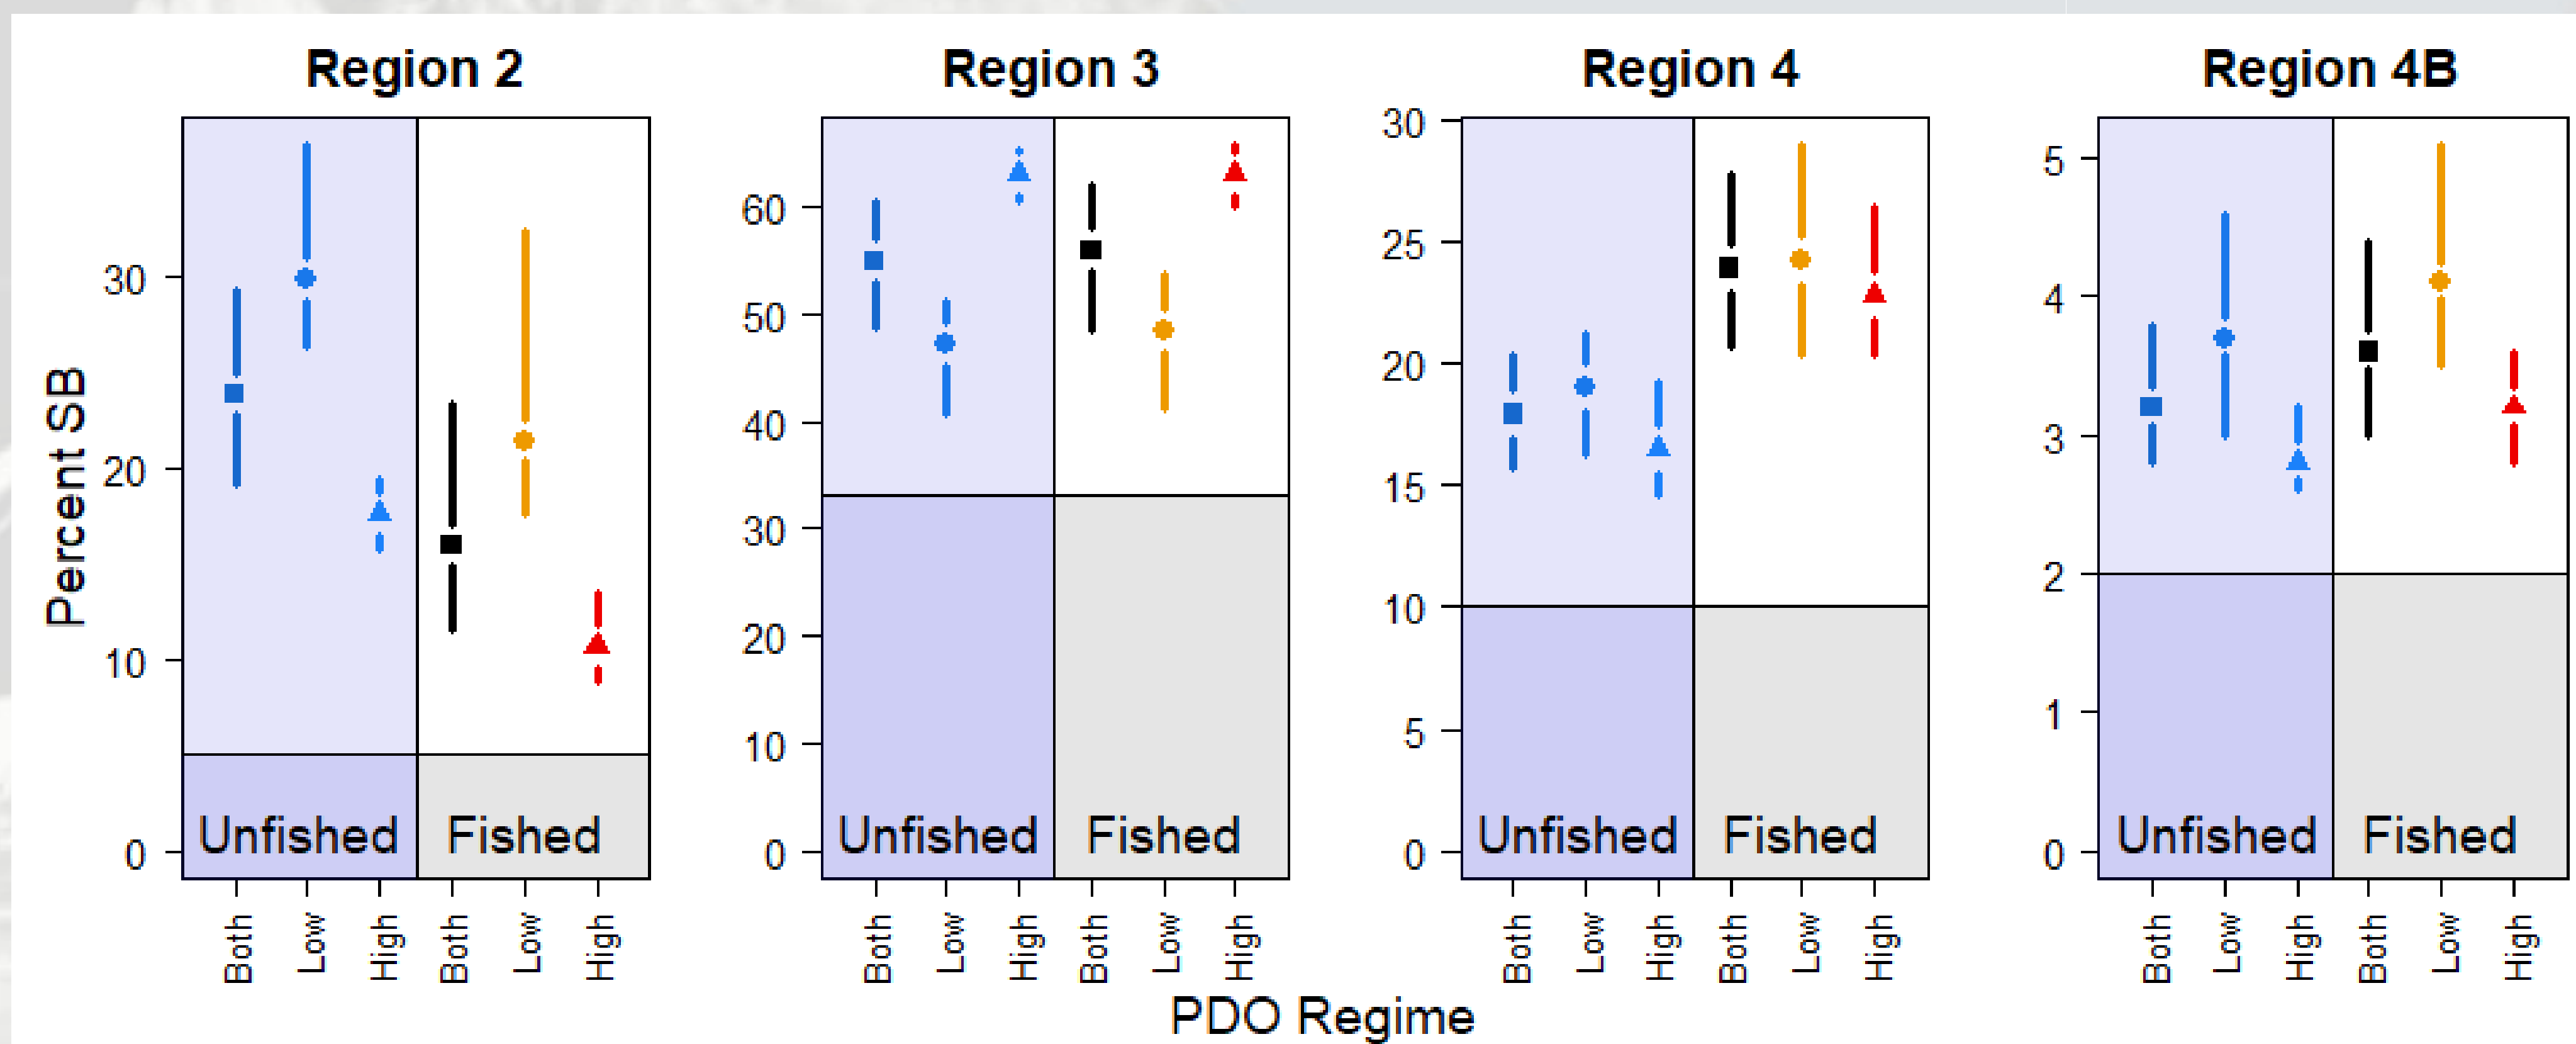 Region 2
Region 3
Region 4
Region 4B
Percent SB
30
20
10
0
Unfished
Fished
Both
Low
High
Both
Low
High
60
50
40
30
20
10
0
Unfished
Fished
Both
Low
High
Both
Low
High
30
25
20
15
10
5
0
Unfished
Fished
Both
Low
High
Both
Low
High
5
4
3
2
1
0
Unfished
Fished
Both
Low
High
Both
Low
High
PDO Regime